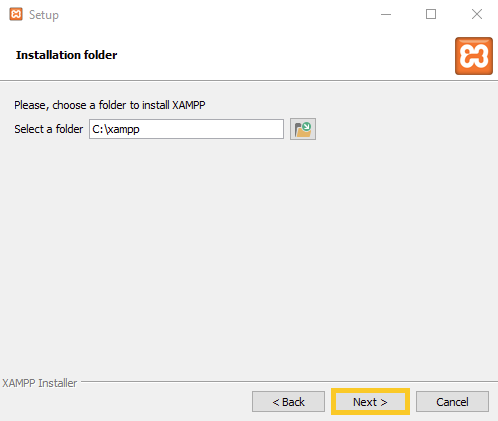 Setup
Installation folder
Please, choose a folder to install XAMPP
Select a folder C:\xampp
XAMPP Installer
< Back Next > Cancel